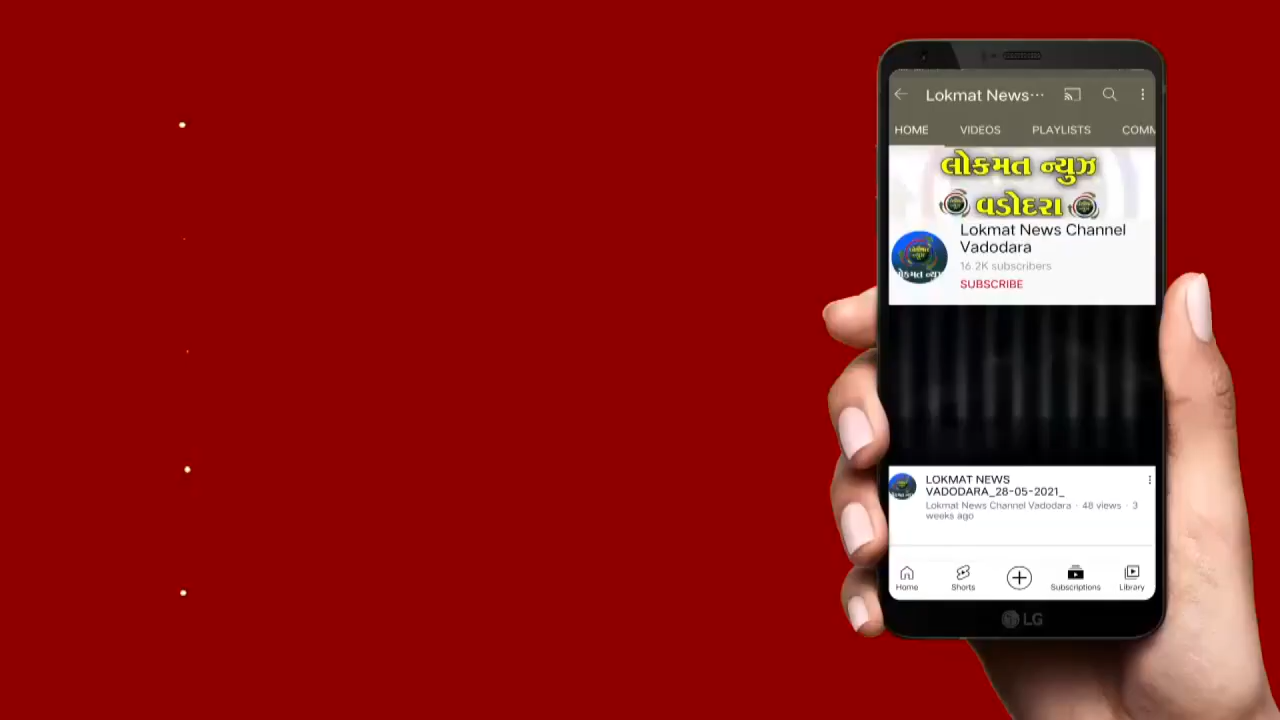 Lokmat News...
HOME VIDEOS PLAYLISTS COMM
લોકમત ન્યુઝ
વડોદરા
Lokmat News Channel
Vadodara
16.2K subscribers
SUBSCRIBE
લોકમત ન્યુઝ
LOKMAT NEWS
VADODARA_28-05-2021_
Lokmat News Channel Vadodara · 48 views · 3
weeks ago
Home Shorts Subscriptions Library
LG